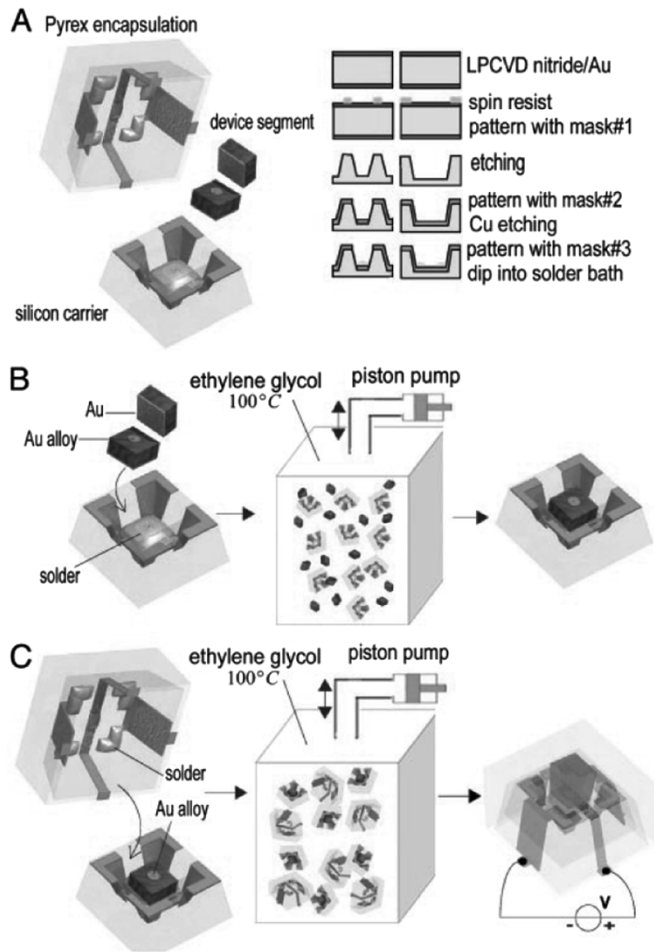 A
Pyrex encapsulation
device segment
silicon carrier
LPCVD nitride/Au
spin resist
pattern with mask#1
etching
pattern with mask#2
Cu etching
pattern with mask#3
dip into solder bath
B
Au
Au alloy
solder
ethylene glycol
100°C
piston pump
C
solder
Au alloy
ethylene glycol
100°C
piston pump
V
- +